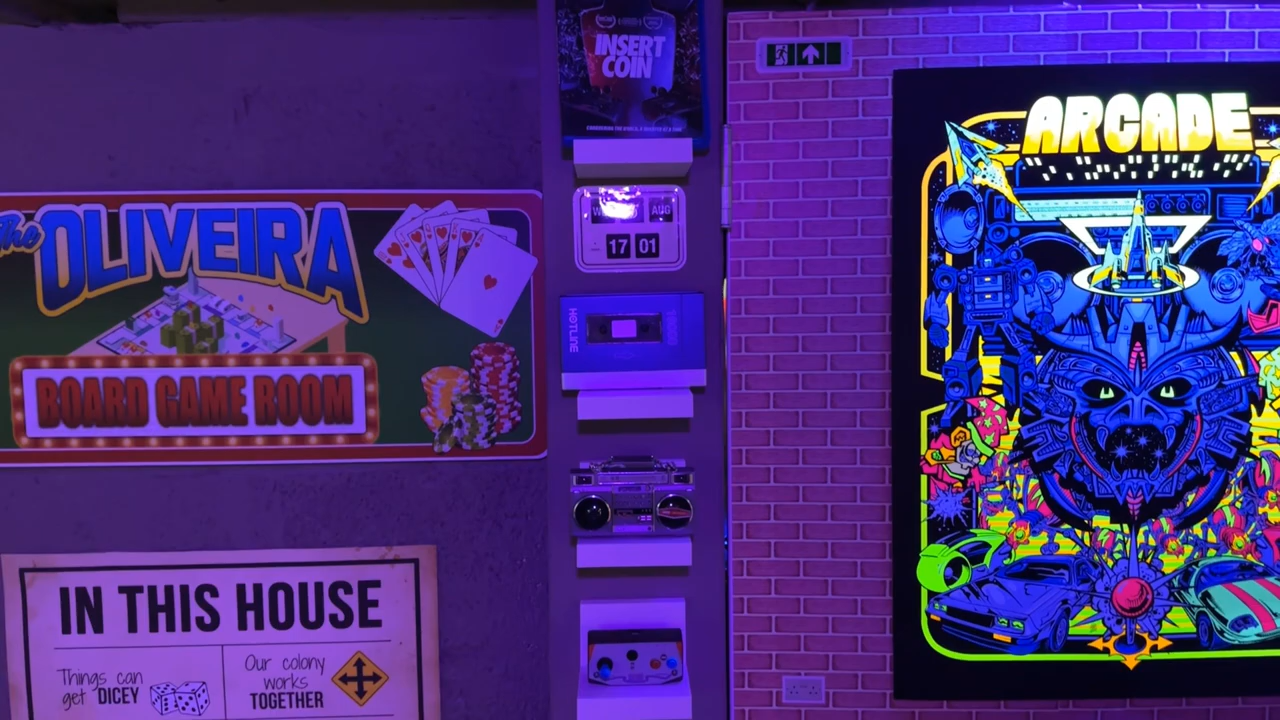 The
OLIVEIRA
BOARD GAME ROOM
IN THIS HOUSE
Things can
get DICEY
Our colony
works
TOGETHER
INSERT
COIN
AUG
17 01
HOTLINE
ARCADE